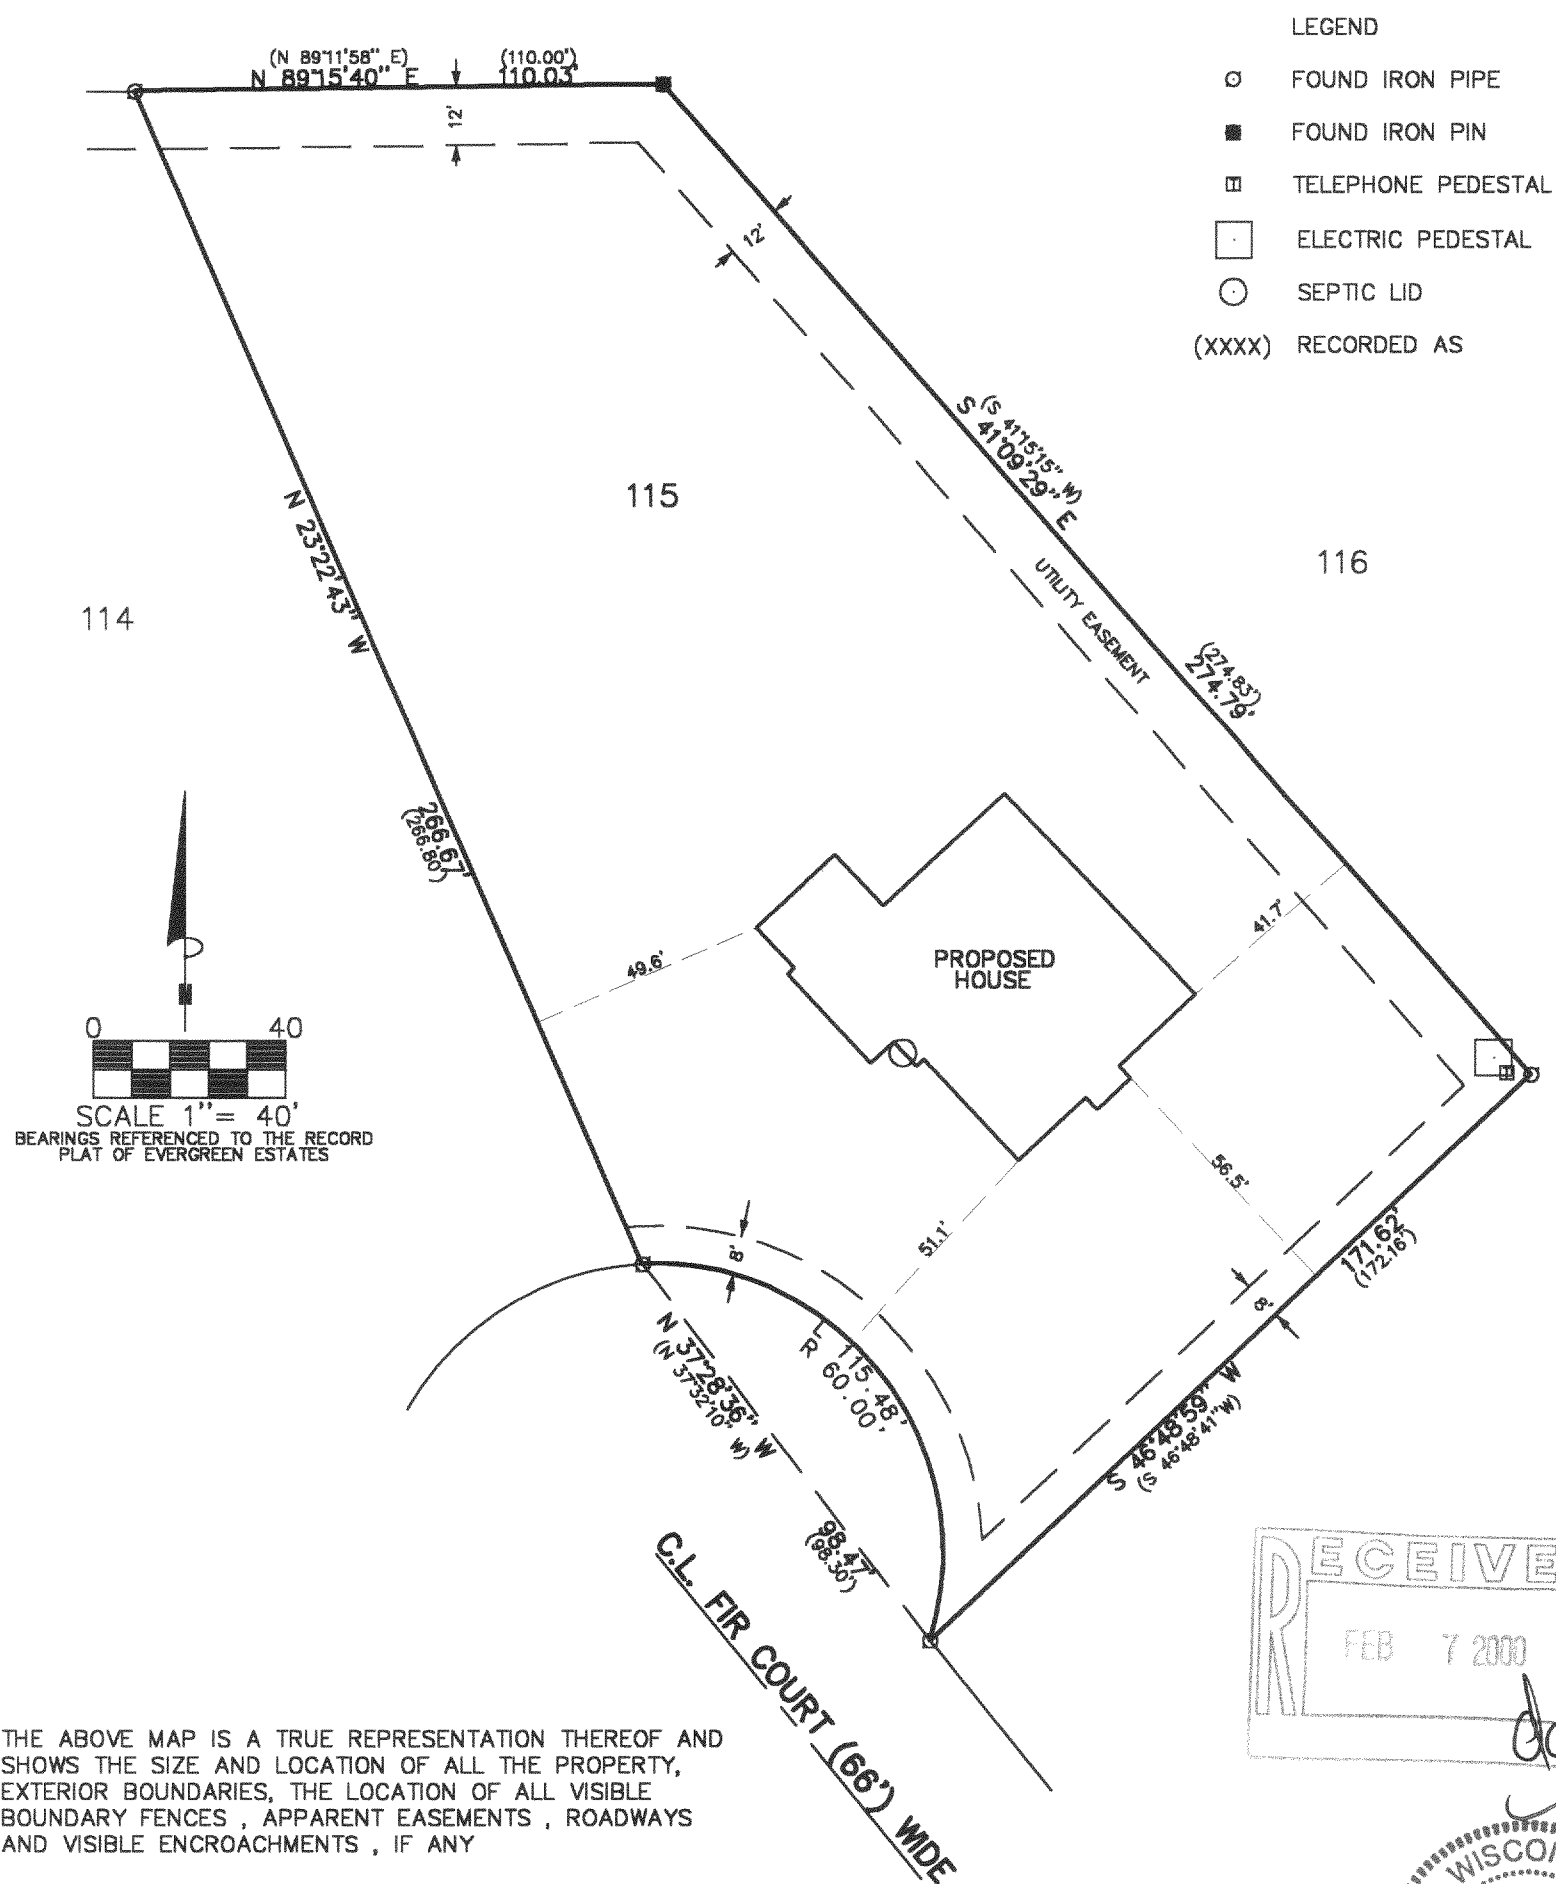 LEGEND
FOUND IRON PIPE
FOUND IRON PIN
TELEPHONE PEDESTAL
ELECTRIC PEDESTAL
SEPTIC LID
(XXXX) RECORDED AS
(N 89°11'58" E) (110.00')
N 89°15'40" E 110.03'
12'
12'
(S 41°15'15" W)
S 41°09'29" E
115
116
114
UTILITY EASEMENT
N 23°22'43" W
(274.83')
274.79'
266.67'
(266.80')
PROPOSED
HOUSE
49.6'
41.7'
0 40
SCALE 1"= 40'
BEARINGS REFERENCED TO THE RECORD
PLAT OF EVERGREEN ESTATES
56.5'
51.1'
8'
8'
171.62'
(172.16')
L 115.48'
R 60.00'
N 37°28'36" W
(N 37°32'10" W)
S 46°48'59" W
(S 46°48'41" W)
98.47'
(98.30')
C.L. FIR COURT (66') WIDE
RECEIVE
FEB 7 2000
THE ABOVE MAP IS A TRUE REPRESENTATION THEREOF AND
SHOWS THE SIZE AND LOCATION OF ALL THE PROPERTY,
EXTERIOR BOUNDARIES, THE LOCATION OF ALL VISIBLE
BOUNDARY FENCES , APPARENT EASEMENTS , ROADWAYS
AND VISIBLE ENCROACHMENTS , IF ANY
WISCO